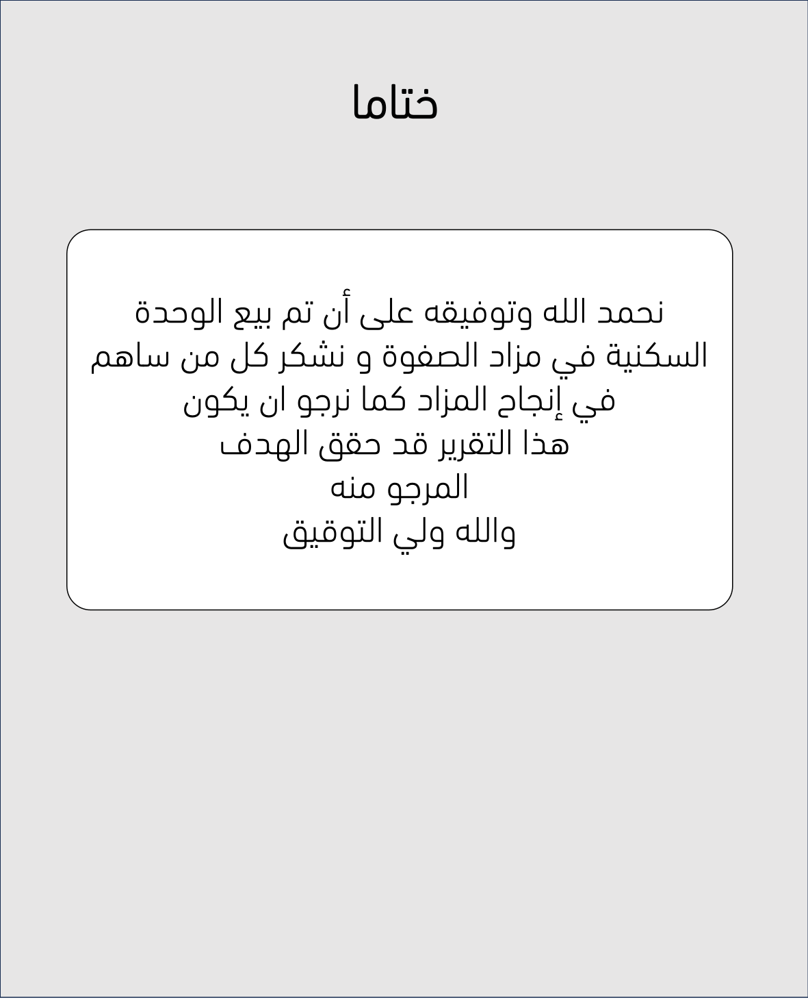 ختاما
نحمد الله وتوفيقه على أن تم بيع الوحدة
السكنية في مزاد الصفوة و نشكر كل من ساهم
في إنجاح المزاد كما نرجو ان يكون
هذا التقرير قد حقق الهدف
المرجو منه
والله ولي التوقيق